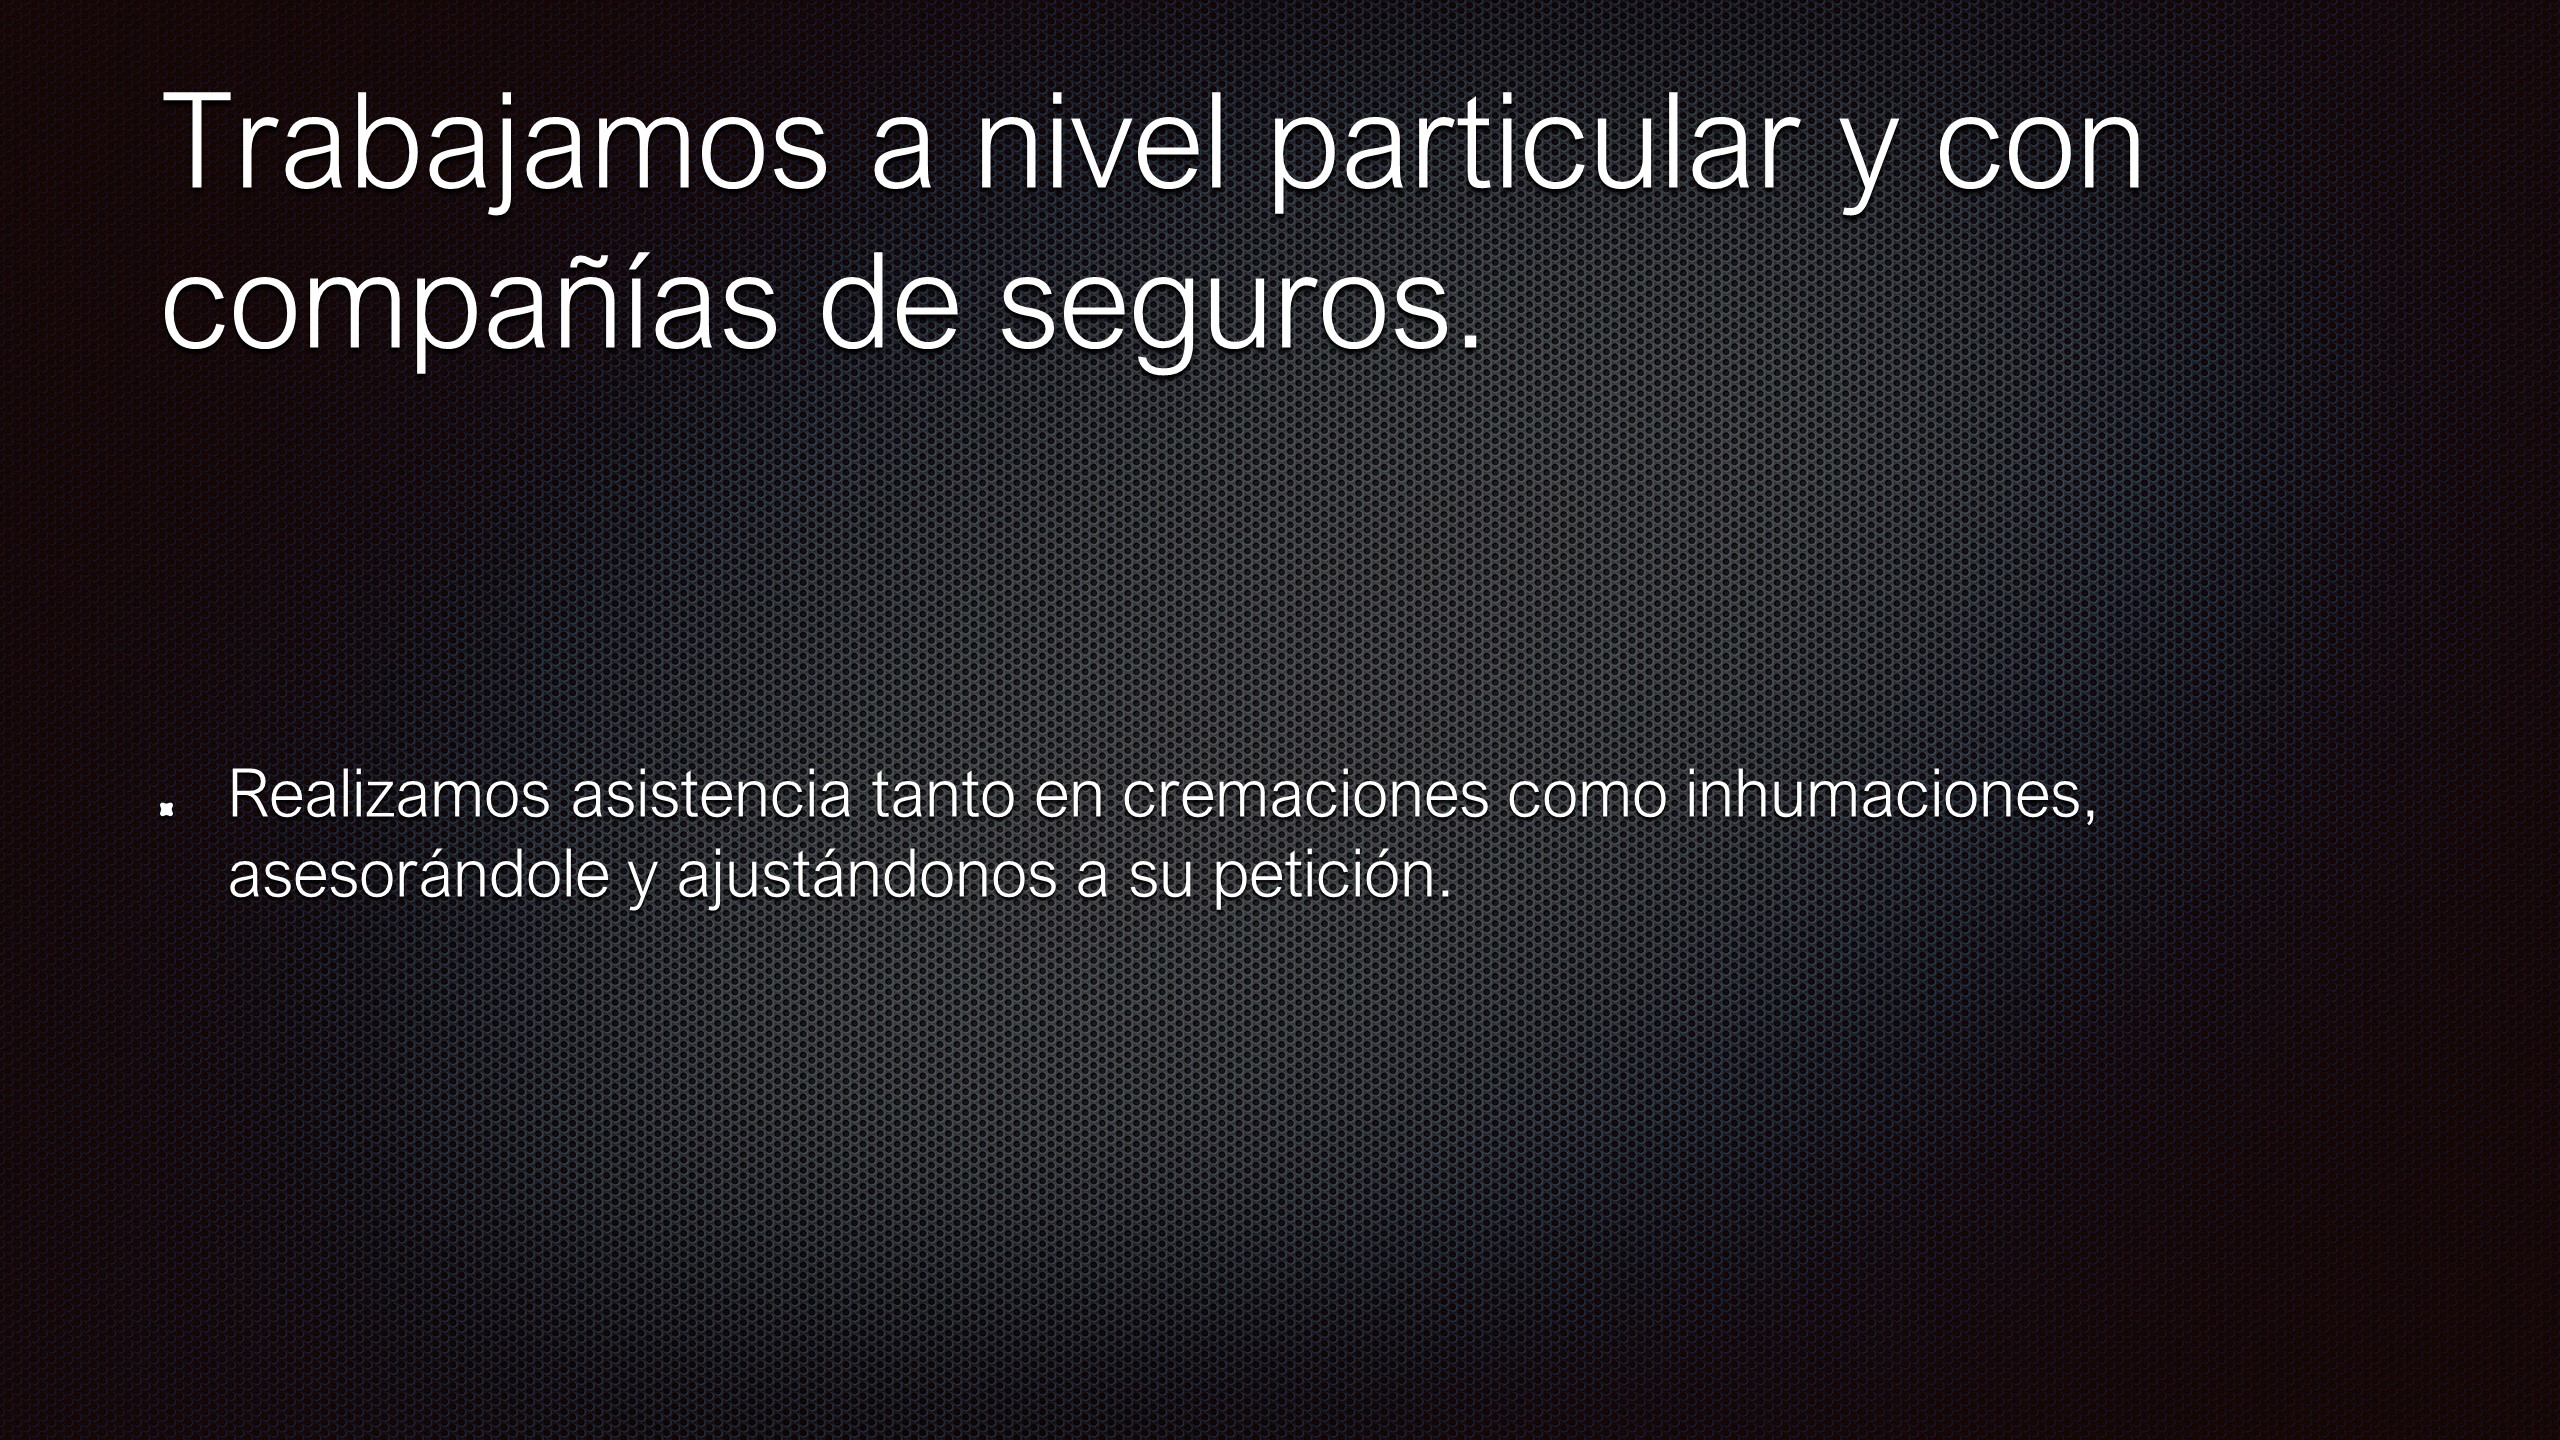 Trabajamos a nivel particular y con
compañías de seguros.
Realizamos asistencia tanto en cremaciones como inhumaciones,
asesorándole y ajustándonos a su petición.